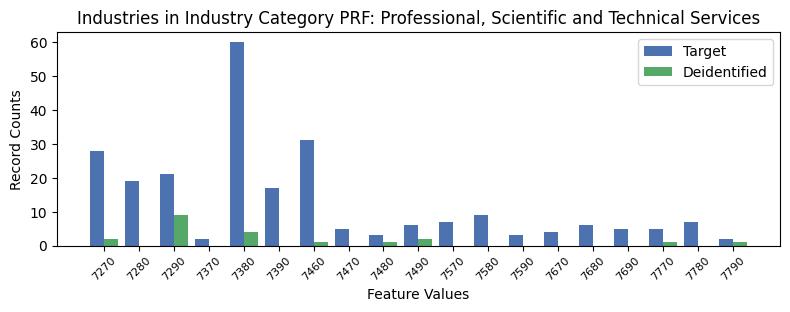 Industries in Industry Category PRF: Professional, Scientific and Technical Services
Target
Deidentified
Record Counts
60
50
40
30
20
10
0
7270 7280 7290 7370 7380 7390 7460 7470 7480 7490 7570 7580 7590 7670 7680 7690 7770 7780 7790
Feature Values